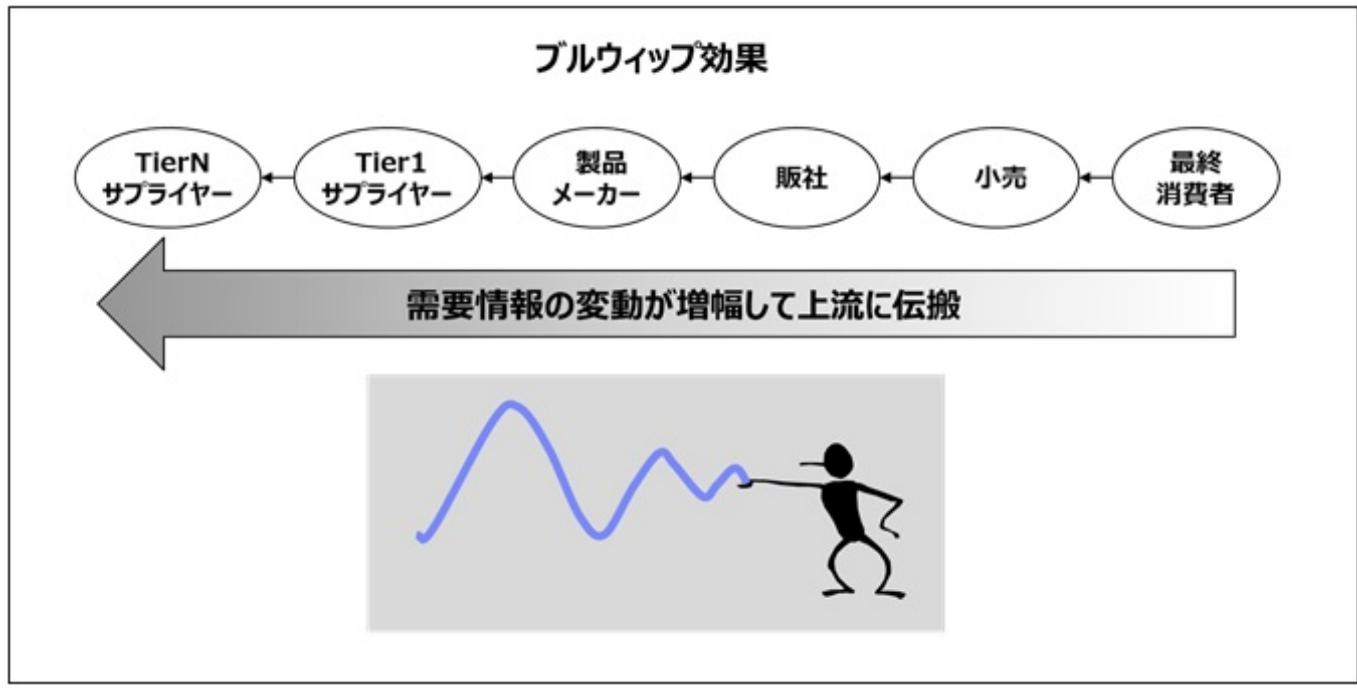 ブルウィップ効果
TierN
サプライヤー
Tier1
サプライヤー
製品
メーカー
販社
小売
最終
消費者
需要情報の変動が増幅して上流に伝搬